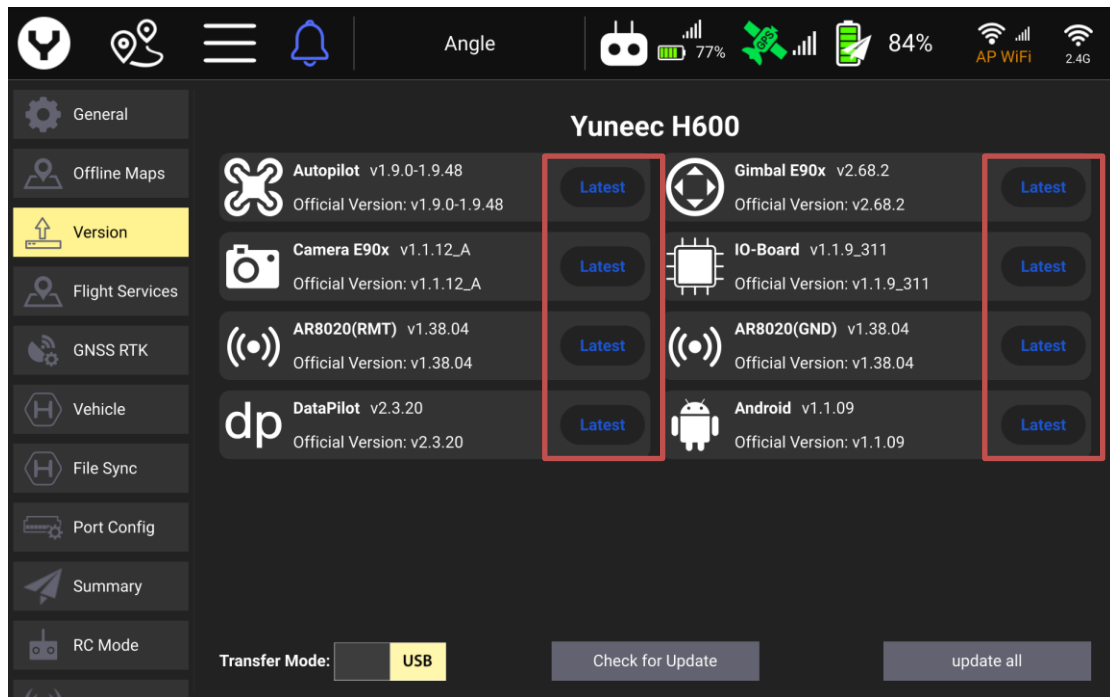 Angle
77%
GPS
84%
AP WiFi
2.4G
General
Offline Maps
Version
Flight Services
GNSS RTK
Vehicle
File Sync
Port Config
Summary
RC Mode
Yuneec H600
Autopilot v1.9.0-1.9.48
Official Version: v1.9.0-1.9.48
Latest
Gimbal E90x v2.68.2
Official Version: v2.68.2
Latest
Camera E90x v1.1.12_A
Official Version: v1.1.12_A
Latest
IO-Board v1.1.9_311
Official Version: v1.1.9_311
Latest
AR8020(RMT) v1.38.04
Official Version: v1.38.04
Latest
AR8020(GND) v1.38.04
Official Version: v1.38.04
Latest
dp
DataPilot v2.3.20
Official Version: v2.3.20
Latest
Android v1.1.09
Official Version: v1.1.09
Latest
Transfer Mode: USB
Check for Update
update all